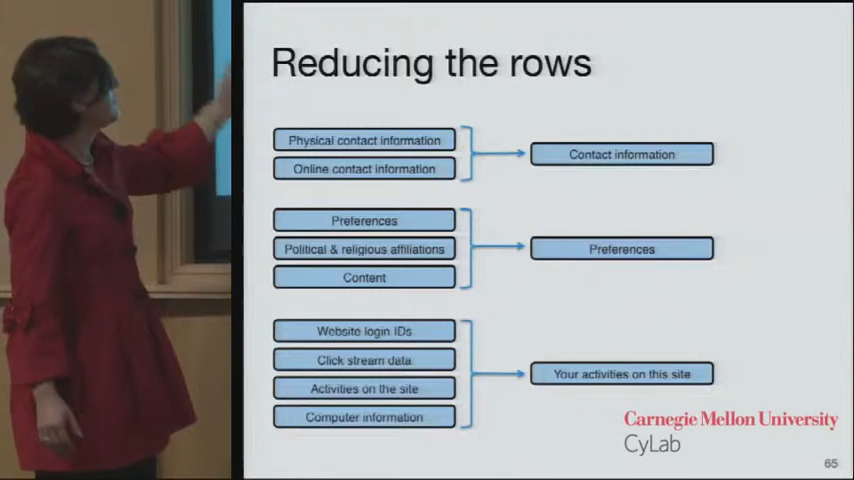 Reducing the rows
Physical contact information
Online contact information
Contact information
Preferences
Political & religious affiliations
Content
Preferences
Website login IDs
Click stream data
Activities on the site
Computer information
Your activities on this site
Carnegie Mellon University
CyLab
65